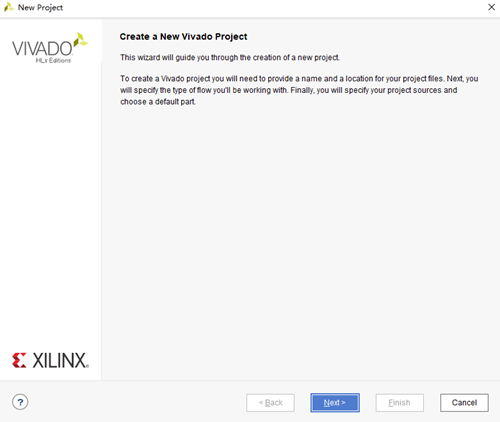 New Project
VIVADO
HLx Editions
Create a New Vivado Project
This wizard will guide you through the creation of a new project.
To create a Vivado project you will need to provide a name and a location for your project files. Next, you
will specify the type of flow you'll be working with. Finally, you will specify your project sources and
choose a default part.
XILINX
?
< Back
Next >
Finish
Cancel